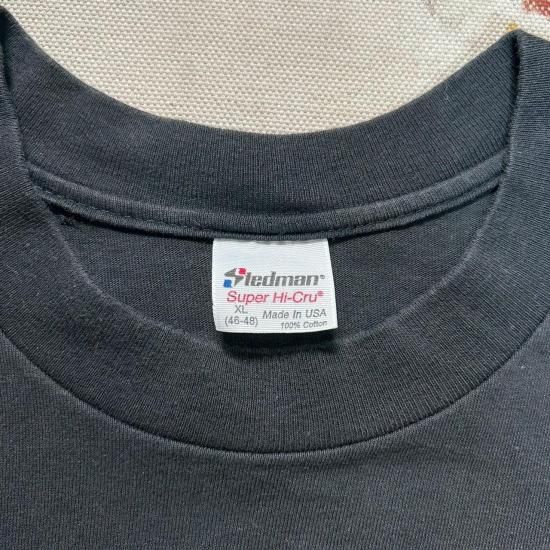 Stedman®
Super Hi-Cru®
XL
(46-48)
Made In USA
100% Cotton